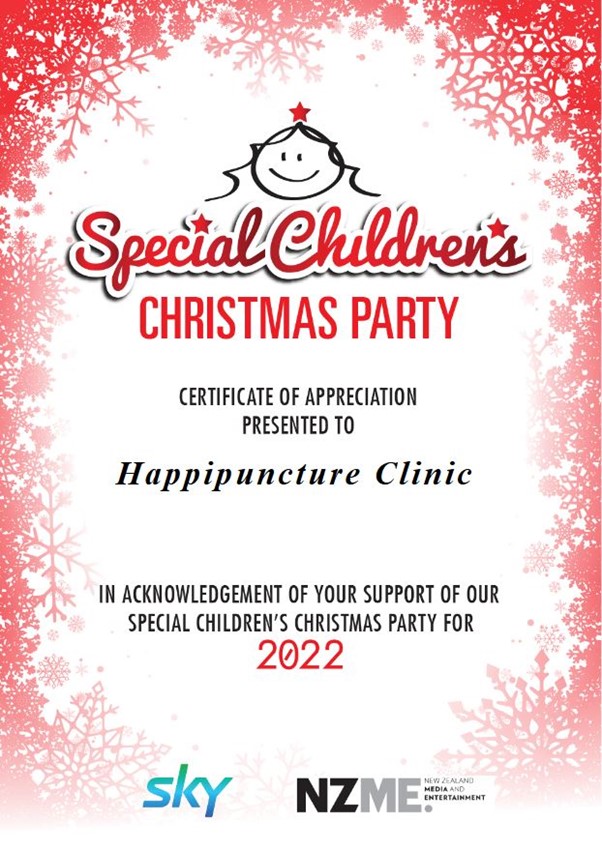 Special Children's
CHRISTMAS PARTY
CERTIFICATE OF APPRECIATION
PRESENTED TO
Happipuncture Clinic
IN ACKNOWLEDGEMENT OF YOUR SUPPORT OF OUR
SPECIAL CHILDREN'S CHRISTMAS PARTY FOR
2022
sky
NZME.
NEW ZEALAND
MEDIA AND
ENTERTAINMENT